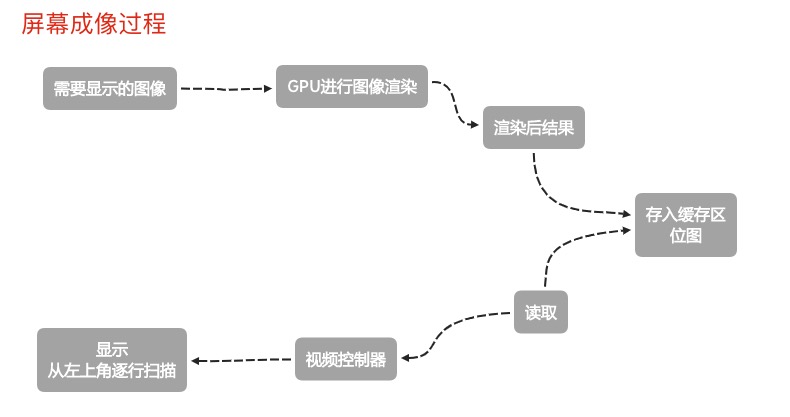 屏幕成像过程
需要显示的图像
GPU进行图像渲染
渲染后结果
存入缓存区
位图
读取
视频控制器
显示
从左上角逐行扫描